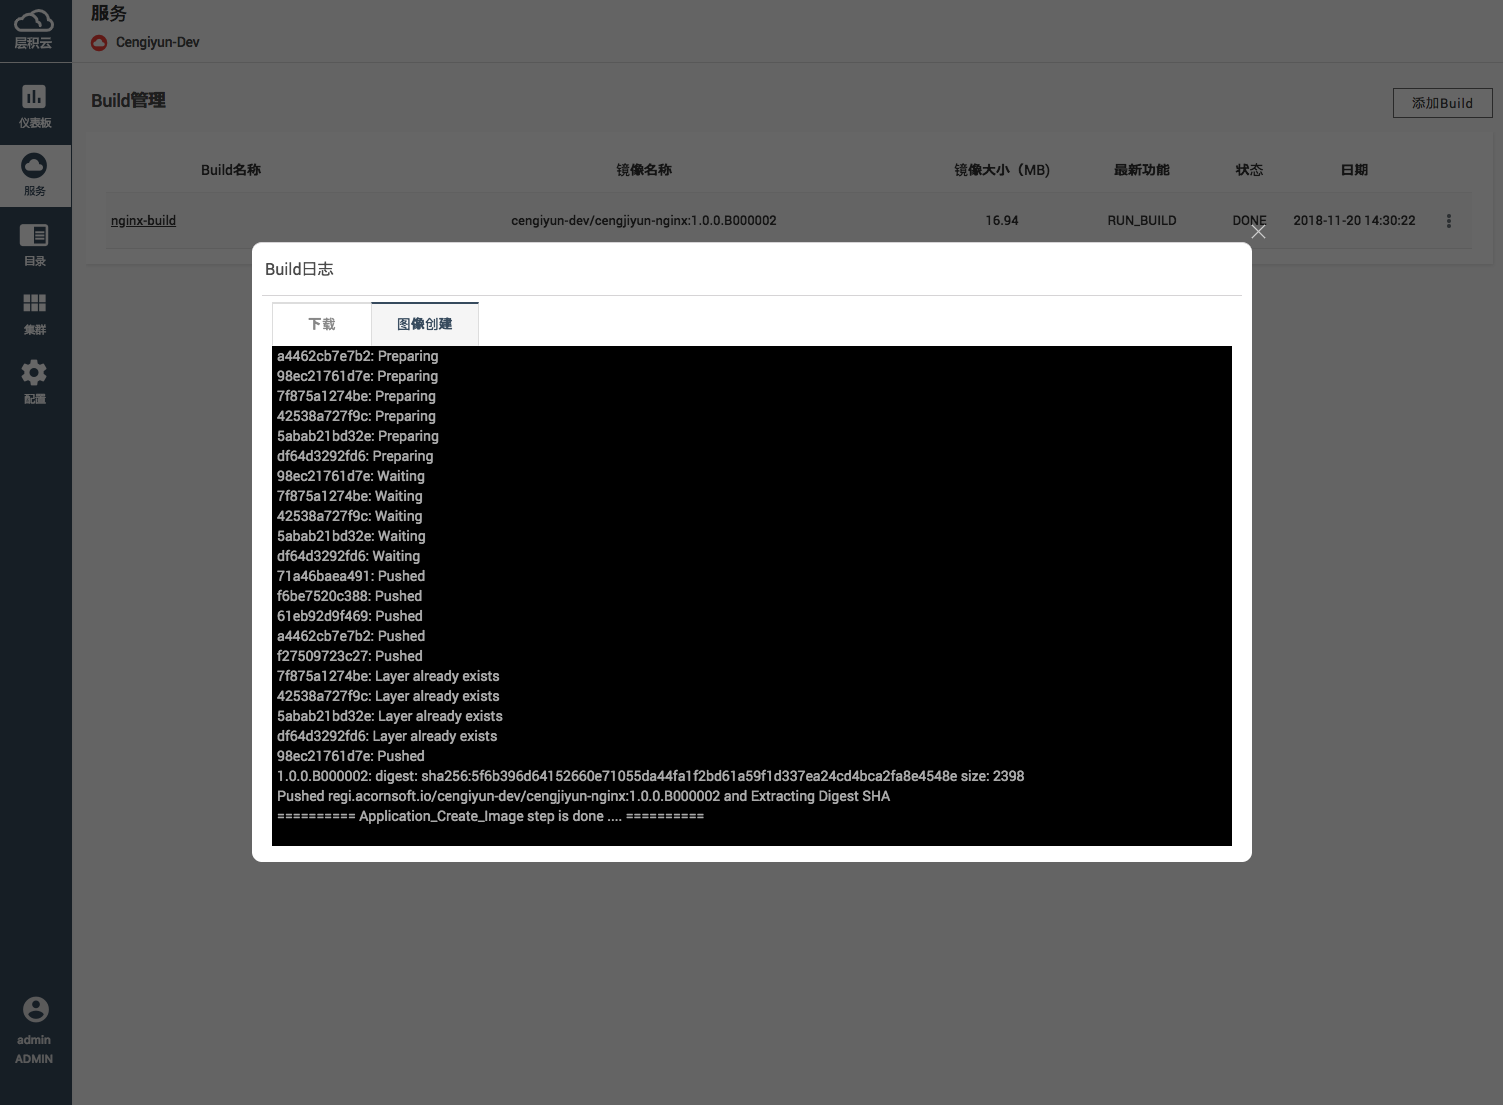 层积云
服务
Cengiyun-Dev
仪表板
服务
目录
集群
配置
admin
ADMIN
Build管理
添加Build
Build名称 镜像名称 镜像大小（MB) 最新功能 状态 日期
nginx-build cengiyun-dev/cengjiyun-nginx:1.0.0.B000002 16.94 RUN_BUILD DONE 2018-11-20 14:30:22
Build日志
下载 图像创建
a4462cb7e7b2: Preparing
98ec21761d7e: Preparing
7f875a1274be: Preparing
42538a727f9c: Preparing
5abab21bd32e: Preparing
df64d3292fd6: Preparing
98ec21761d7e: Waiting
7f875a1274be: Waiting
42538a727f9c: Waiting
5abab21bd32e: Waiting
df64d3292fd6: Waiting
71a46baea491: Pushed
f6be7520c388: Pushed
61eb92d9f469: Pushed
a4462cb7e7b2: Pushed
f27509723c27: Pushed
7f875a1274be: Layer already exists
42538a727f9c: Layer already exists
5abab21bd32e: Layer already exists
df64d3292fd6: Layer already exists
98ec21761d7e: Pushed
1.0.0.B000002: digest: sha256:5f6b396d64152660e71055da44fa1f2bd61a59f1d337ea24cd4bca2fa8e4548e size: 2398
Pushed regi.acornsoft.io/cengiyun-dev/cengjiyun-nginx:1.0.0.B000002 and Extracting Digest SHA
========== Application_Create_Image step is done .... ==========